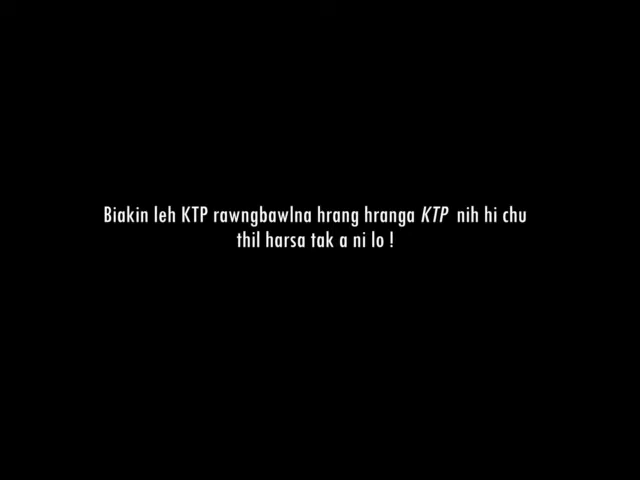 Biakin leh KTP rawngbawlna hrang hranga KTP nih hi chu
thil harsa tak a ni lo !